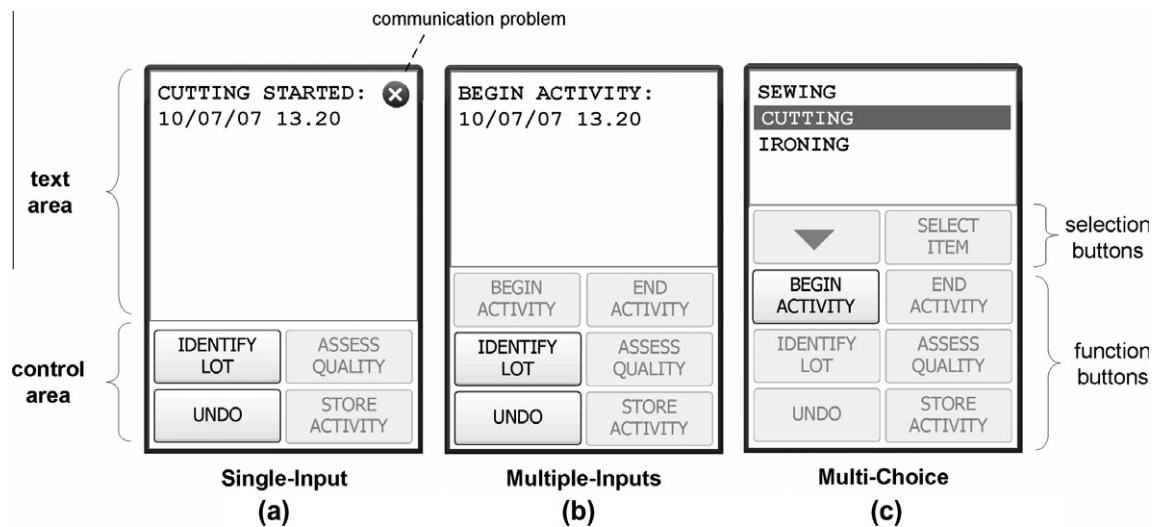 communication problem
text
area
control
area
CUTTING STARTED:
10/07/07 13.20
IDENTIFY
LOT
ASSESS
QUALITY
UNDO
STORE
ACTIVITY
Single-Input
(a)
BEGIN ACTIVITY:
10/07/07 13.20
BEGIN
ACTIVITY
END
ACTIVITY
IDENTIFY
LOT
ASSESS
QUALITY
UNDO
STORE
ACTIVITY
Multiple-Inputs
(b)
SEWING
CUTTING
IRONING
SELECT
ITEM
BEGIN
ACTIVITY
END
ACTIVITY
IDENTIFY
LOT
ASSESS
QUALITY
UNDO
STORE
ACTIVITY
Multi-Choice
(c)
selection
buttons
function
buttons